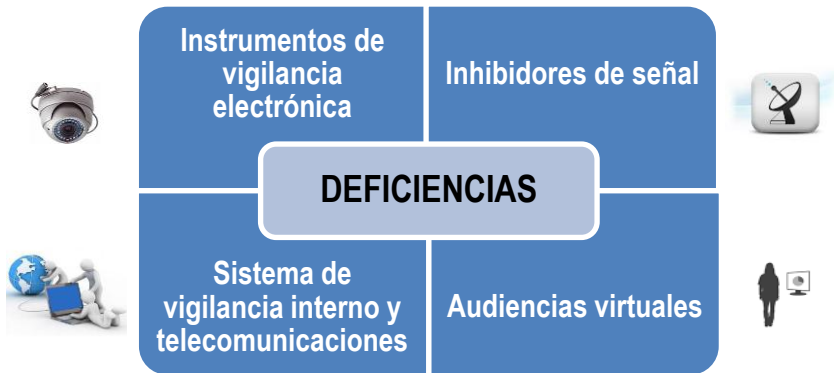 Instrumentos de
vigilancia
electrónica
Inhibidores de señal
DEFICIENCIAS
Sistema de
vigilancia interno y
telecomunicaciones
Audiencias virtuales